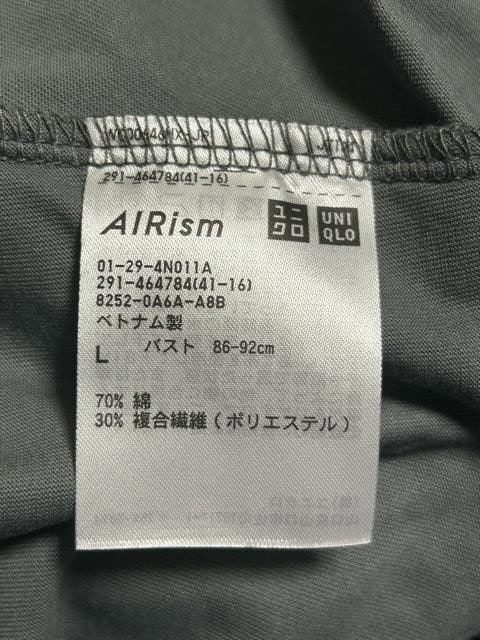 291-464784(41-16)
AIRism
ユニクロ
UNIQLO
01-29-4N011A
291-464784(41-16)
8252-0A6A-A8B
ベトナム製
L バスト 86-92cm
70% 綿
30% 複合繊維(ポリエステル)